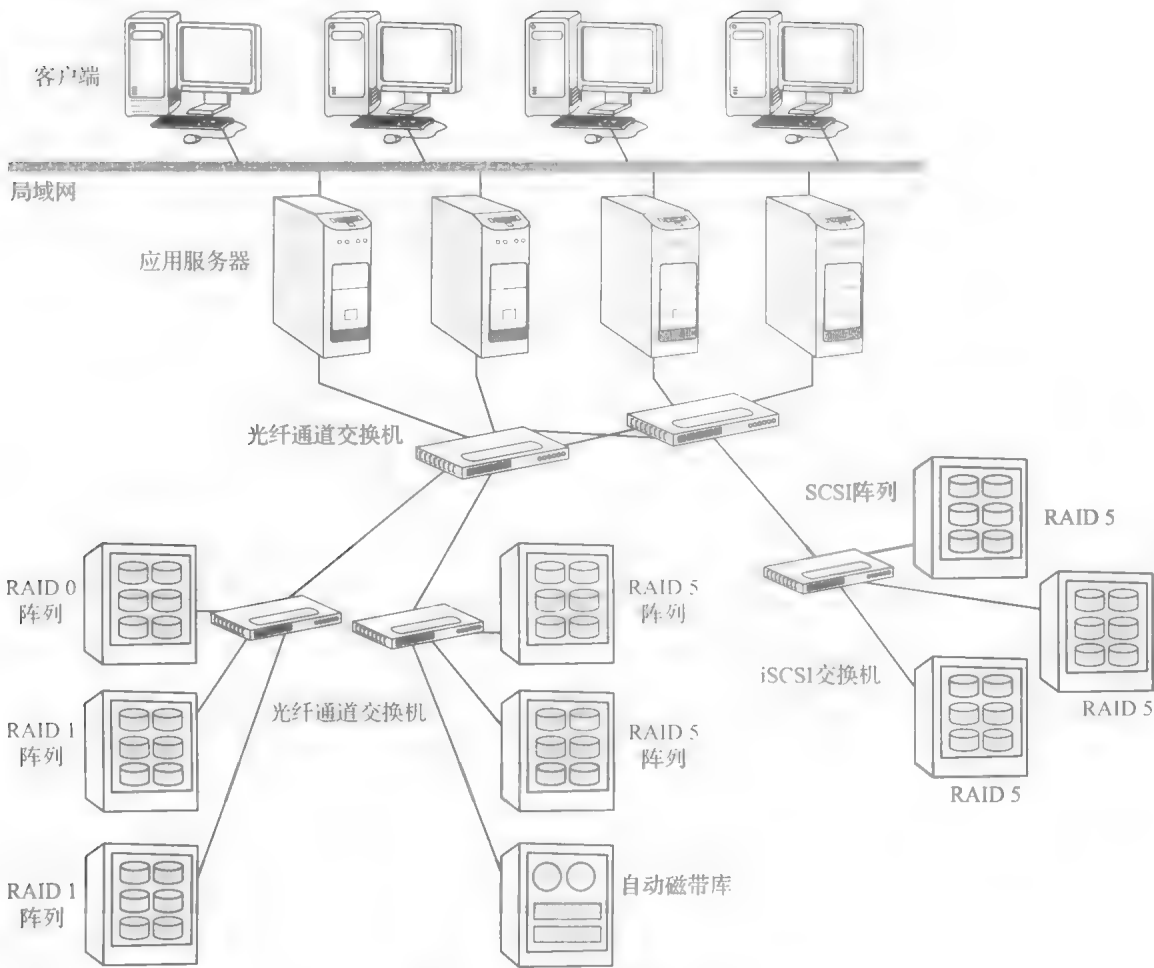 客户端
局域网
应用服务器
光纤通道交换机
SCSI阵列
RAID 5
RAID 0
阵列
RAID 5
阵列
iSCSI交换机
RAID 5
RAID 1
阵列
光纤通道交换机
RAID 5
阵列
RAID 5
RAID 1
阵列
自动磁带库